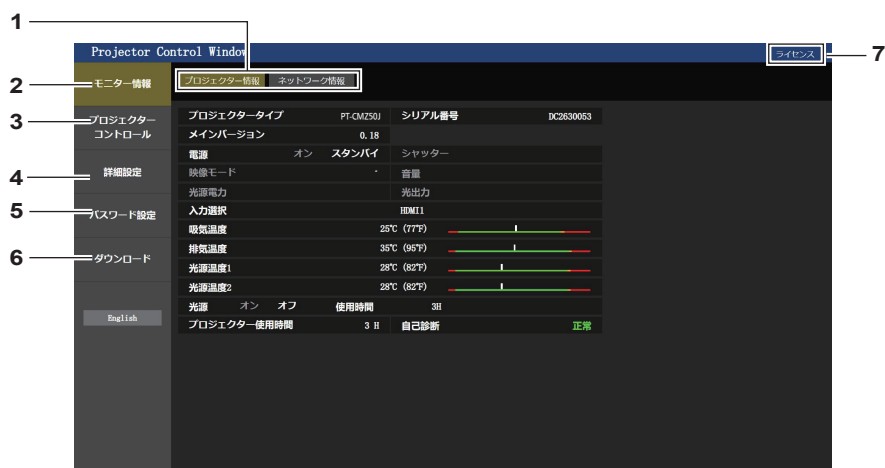 1
Projector Control Window
ライセンス
7
プロジェクター情報 ネットワーク情報
2
モニター情報
3
プロジェクター
コントロール
4
詳細設定
5
パスワード設定
6
ダウンロード
English
プロジェクタータイプ PT-CMZ50J シリアル番号 DC2630053
メインバージョン 0.18
電源 オン スタンバイ シャッター
映像モード 音量
光源電力 光出力
入力選択 HDMI1
吸気温度 25℃ (77℉)
排気温度 35℃ (95℉)
光源温度1 28℃ (82℉)
光源温度2 28℃ (82℉)
光源 オン オフ 使用時間 3H
プロジェクター使用時間 3 H 自己診断 正常